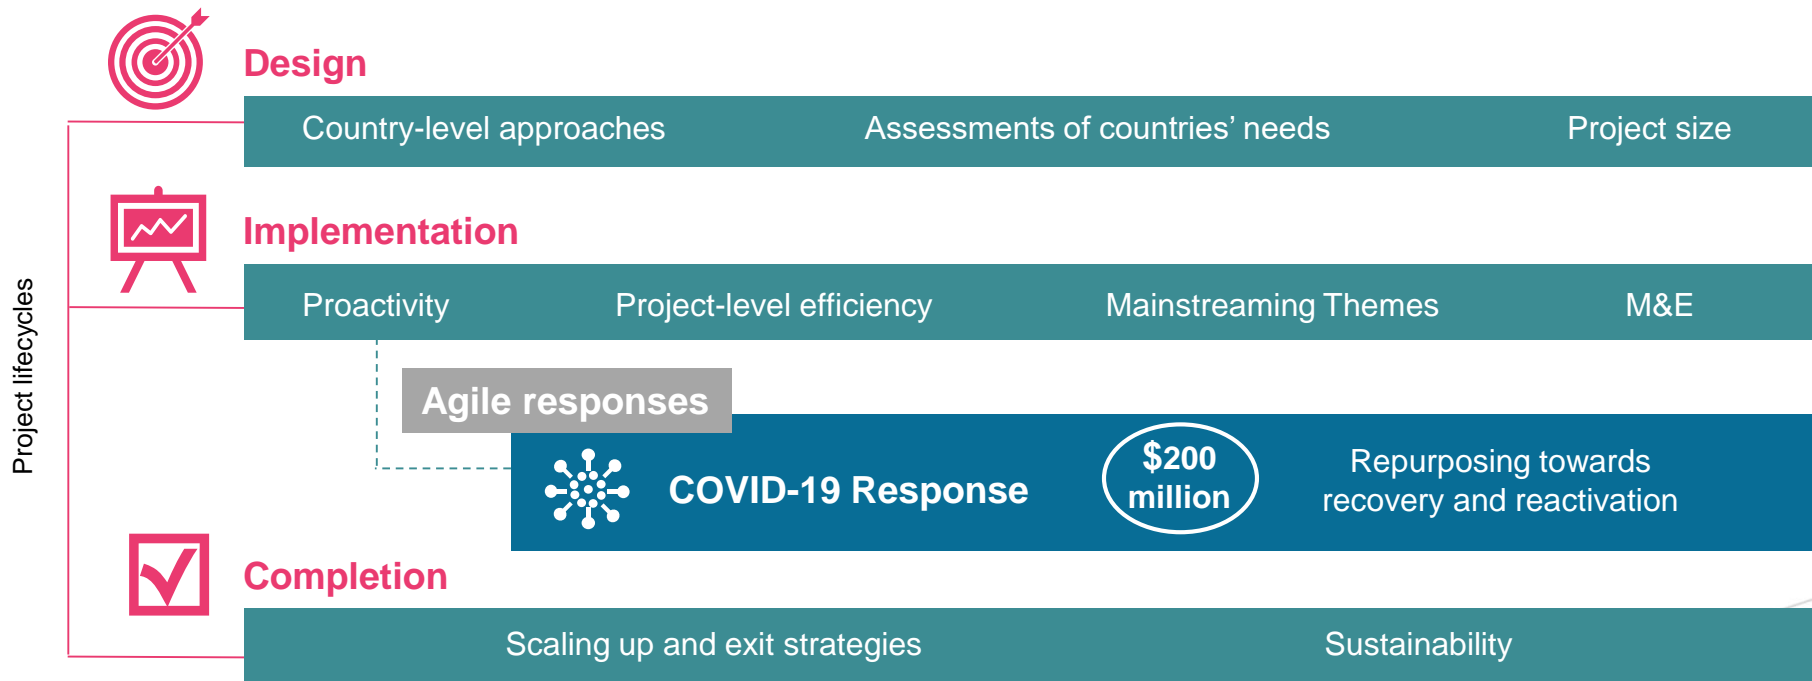 Project lifecycles
Design
Country-level approaches
Assessments of countries’ needs
Project size
Implementation
Proactivity
Project-level efficiency
Mainstreaming Themes
M&E
Agile responses
COVID-19 Response
$200
million
Repurposing towards
recovery and reactivation
Completion
Scaling up and exit strategies
Sustainability